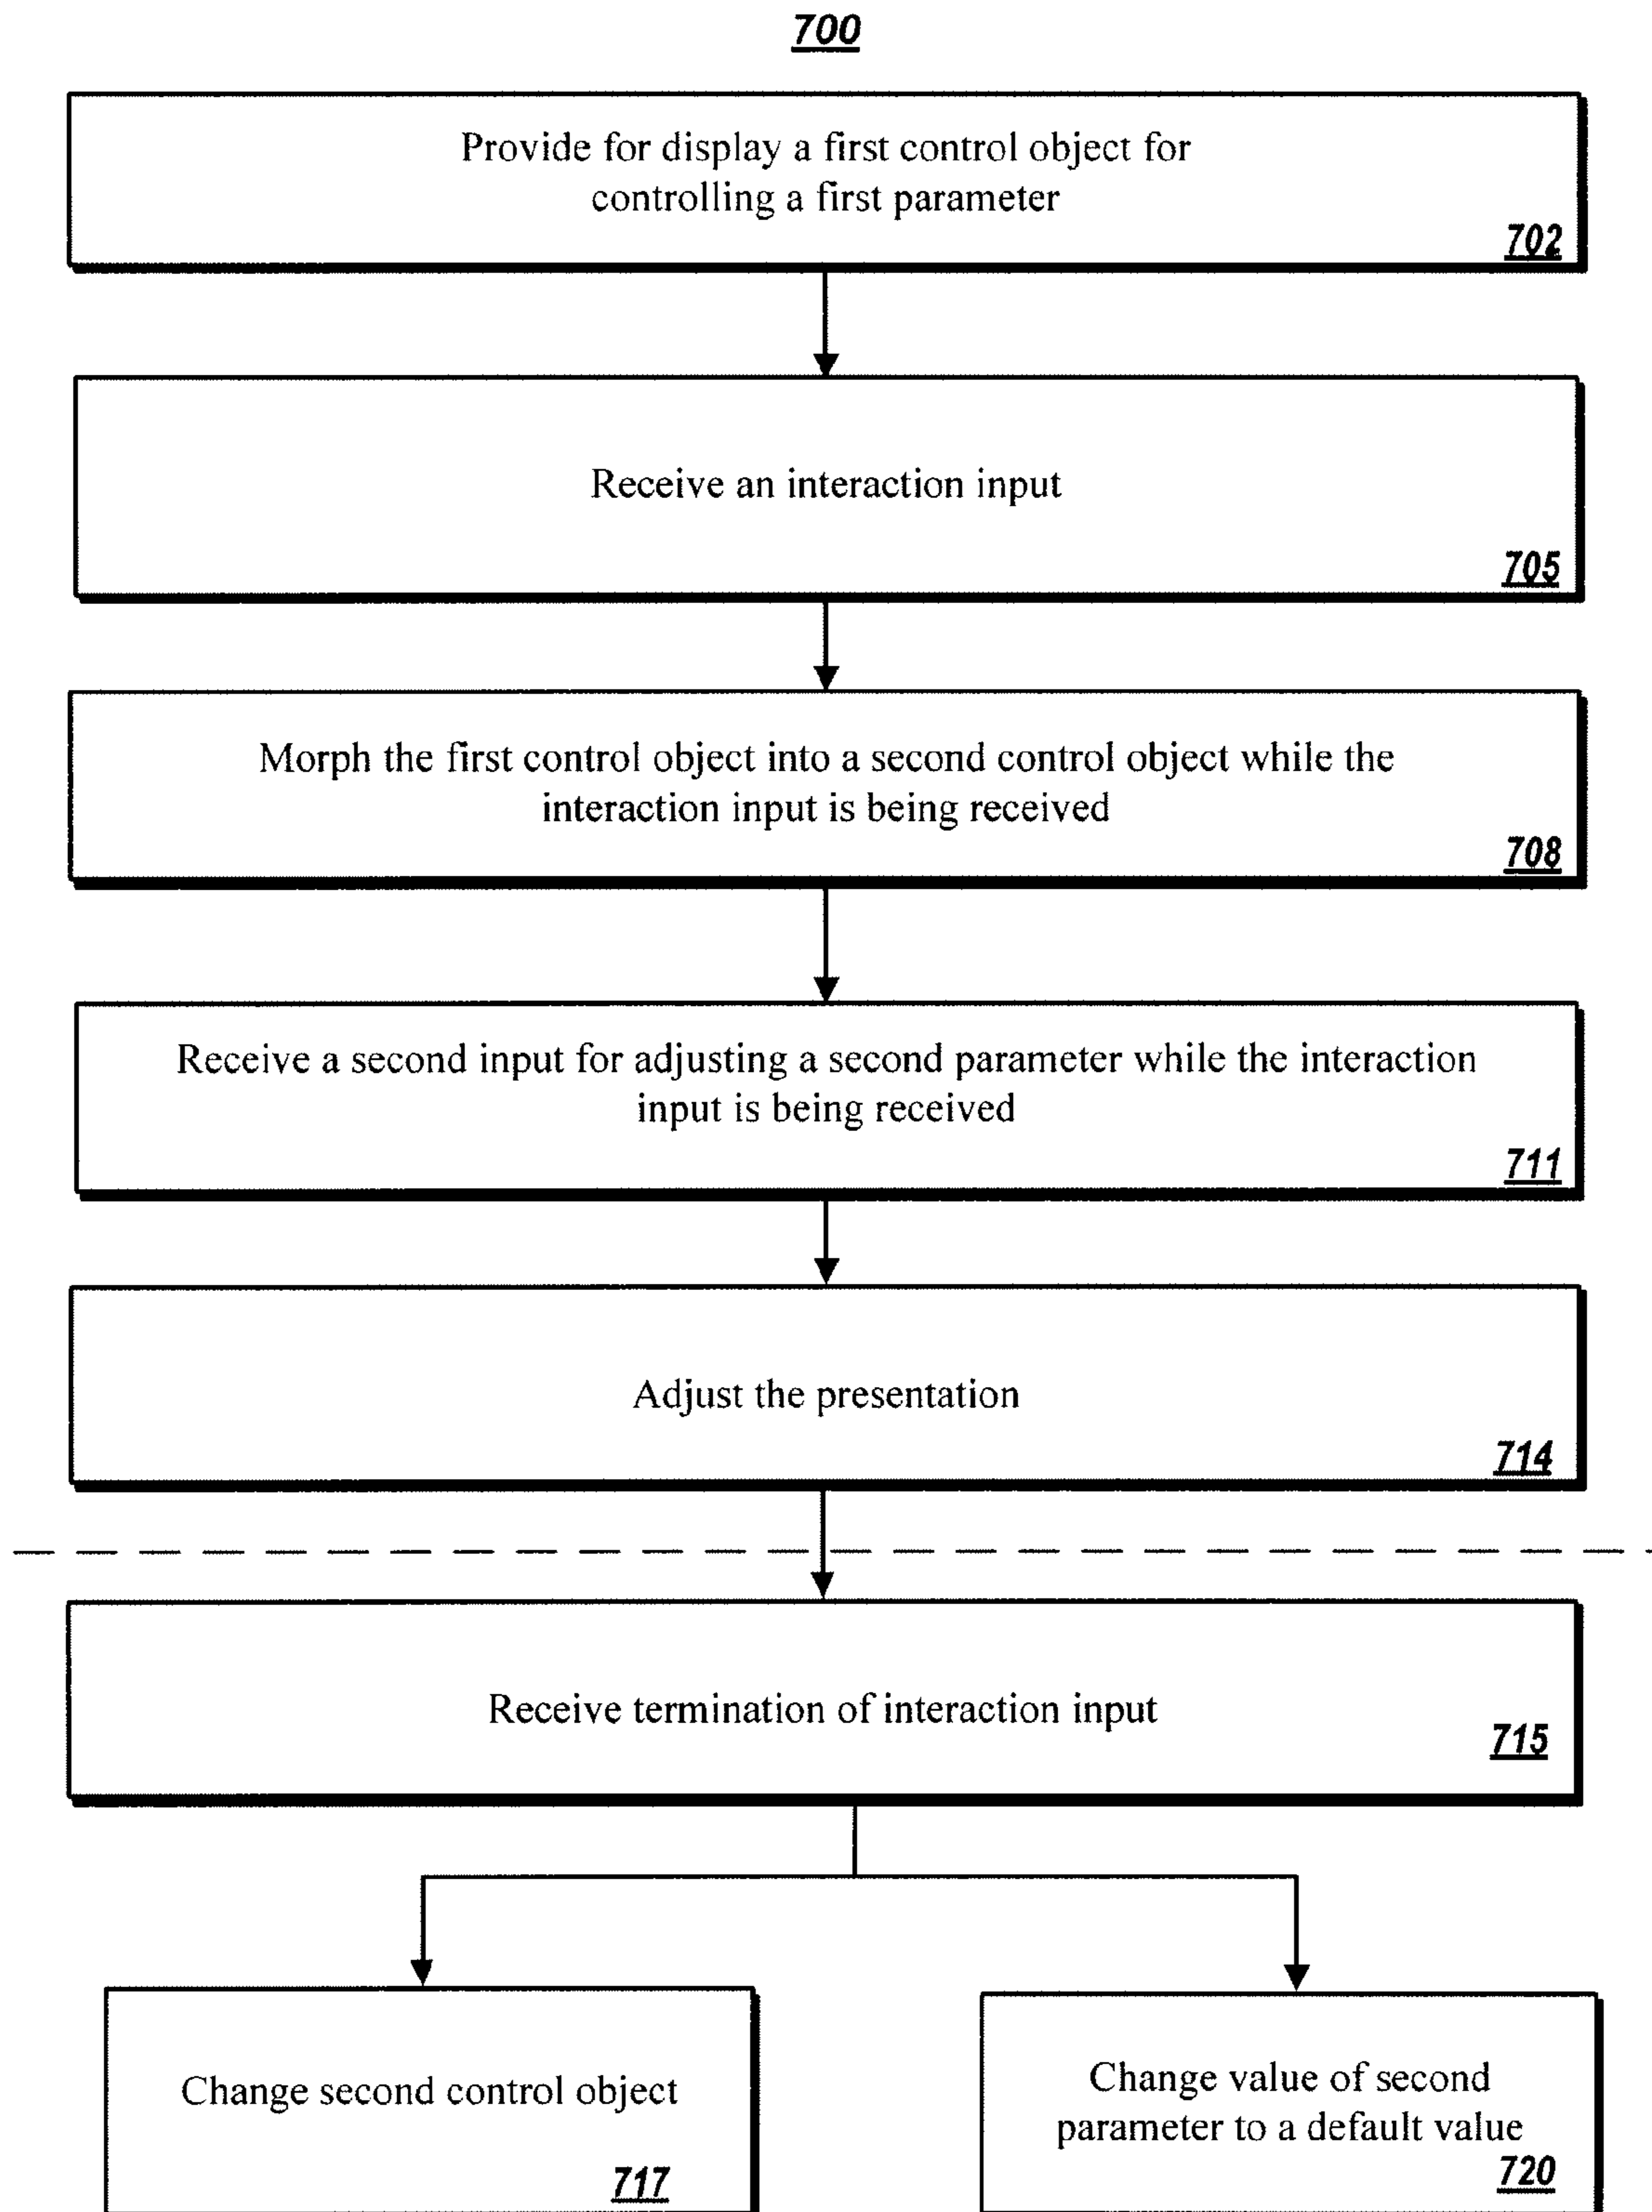 700
Provide for display a first control object for
controlling a first parameter
702
Receive an interaction input
705
Morph the first control object into a second control object while the
interaction input is being received
708
Receive a second input for adjusting a second parameter while the interaction
input is being received
711
Adjust the presentation
714
Receive termination of interaction input
715
Change second control object
717
Change value of second
parameter to a default value
720